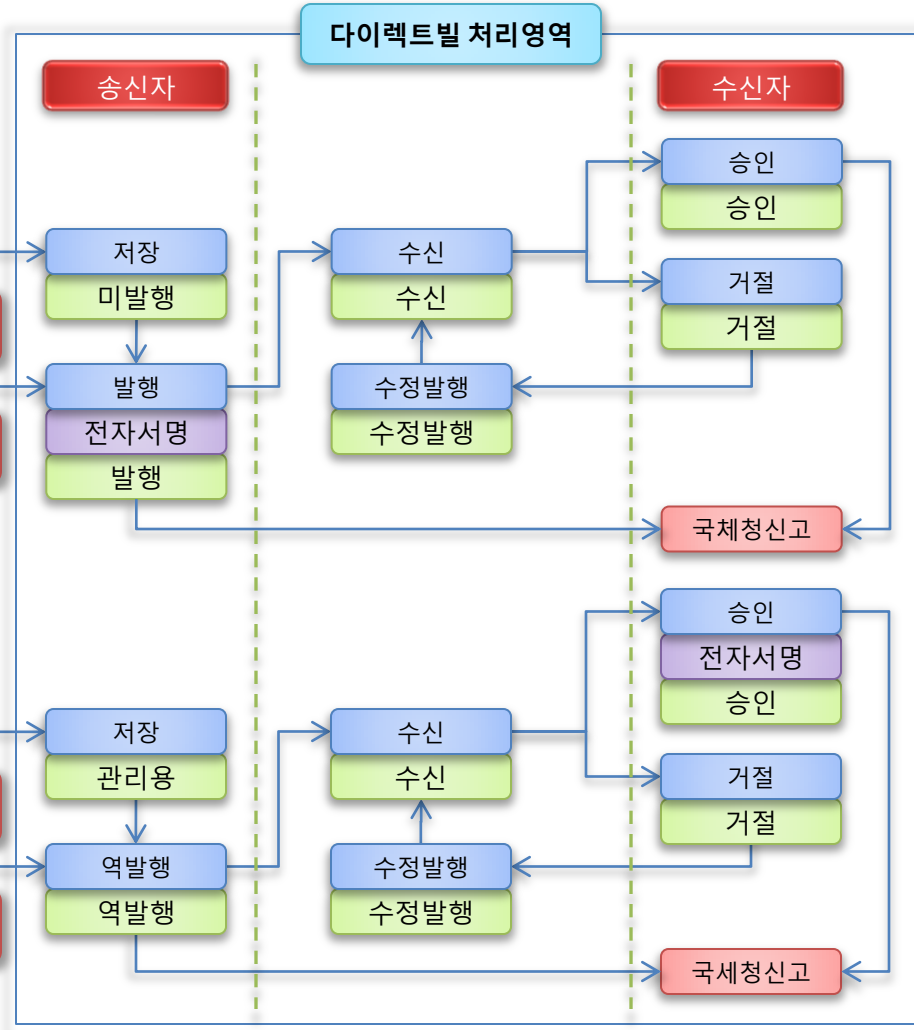 다이렉트빌 처리영역
송신자
수신자
승인
승인
저장
미발행
수신
수신
거절
거절
발행
전자서명
발행
수정발행
수정발행
국체청신고
승인
전자서명
승인
저장
관리용
수신
수신
거절
거절
역발행
역발행
수정발행
수정발행
국세청신고